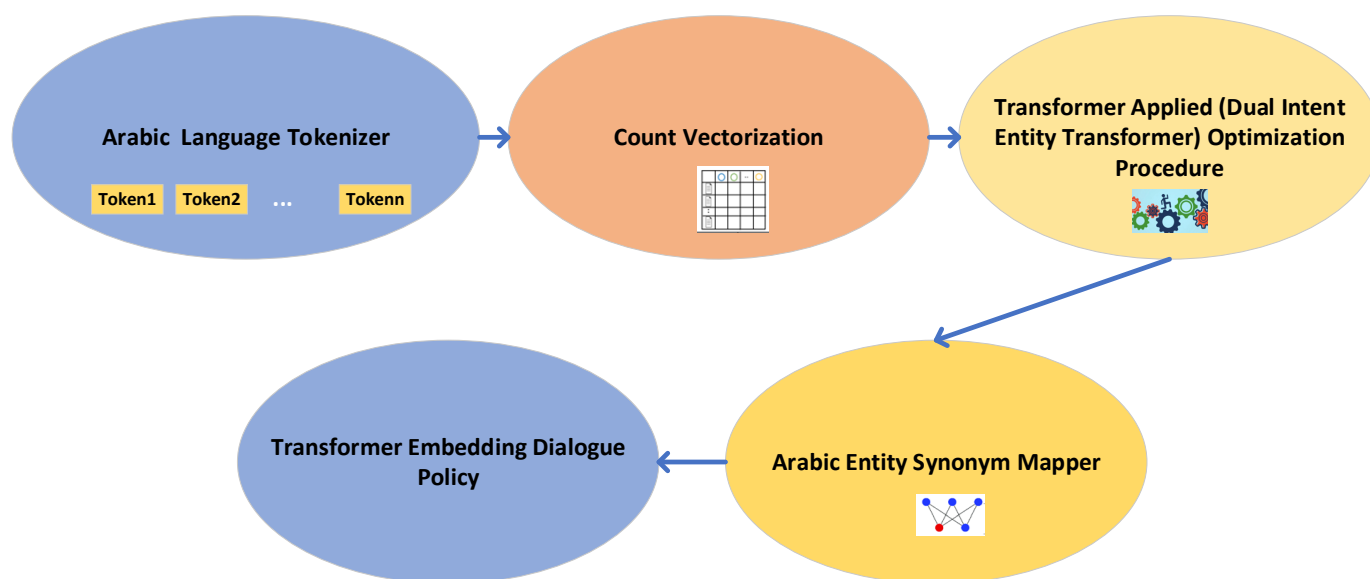 Arabic Language Tokenizer
Token1 Token2 ... Tokenn
Count Vectorization
Transformer Applied (Dual Intent
Entity Transformer) Optimization
Procedure
Transformer Embedding Dialogue
Policy
Arabic Entity Synonym Mapper